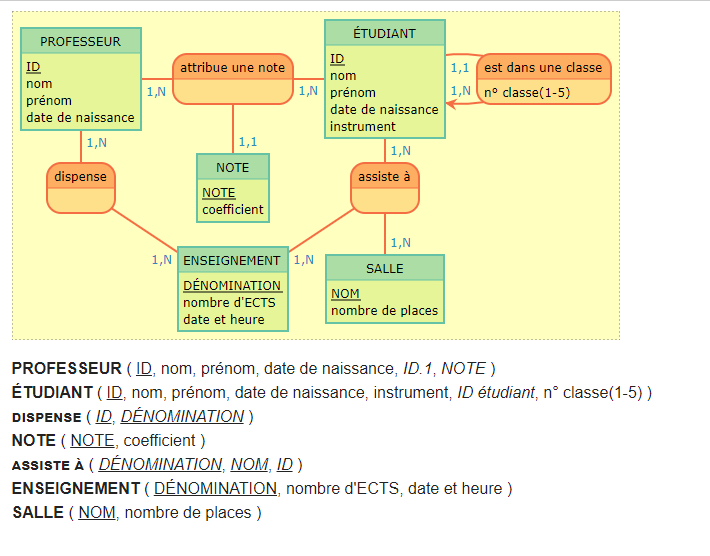 PROFESSEUR
ID
nom
prénom
date de naissance
attribue une note
ÉTUDIANT
ID
nom
prénom
date de naissance
instrument
est dans une classe
n° classe(1-5)
1,N
1,N
1,1
1,N
1,N
1,1
1,N
dispense
NOTE
NOTE
coefficient
assiste à
1,N
1,N
1,N
ENSEIGNEMENT
DÉNOMINATION
nombre d'ECTS
date et heure
SALLE
NOM
nombre de places
PROFESSEUR ( ID, nom, prénom, date de naissance, ID.1, NOTE )
ÉTUDIANT ( ID, nom, prénom, date de naissance, instrument, ID étudiant, n° classe(1-5) )
DISPENSE ( ID, DÉNOMINATION )
NOTE ( NOTE, coefficient )
ASSISTE À ( DÉNOMINATION, NOM, ID )
ENSEIGNEMENT ( DÉNOMINATION, nombre d'ECTS, date et heure )
SALLE ( NOM, nombre de places )